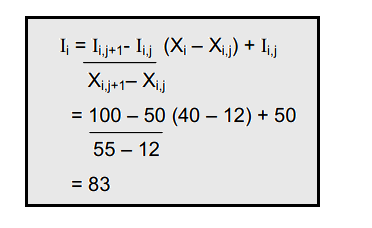 Iᵢ = Iᵢ,ⱼ₊₁- Iᵢ,ⱼ (Xᵢ – Xᵢ,ⱼ) + Iᵢ,ⱼ
Xᵢ,ⱼ₊₁– Xᵢ,ⱼ
= 100 – 50 (40 – 12) + 50
55 – 12
= 83